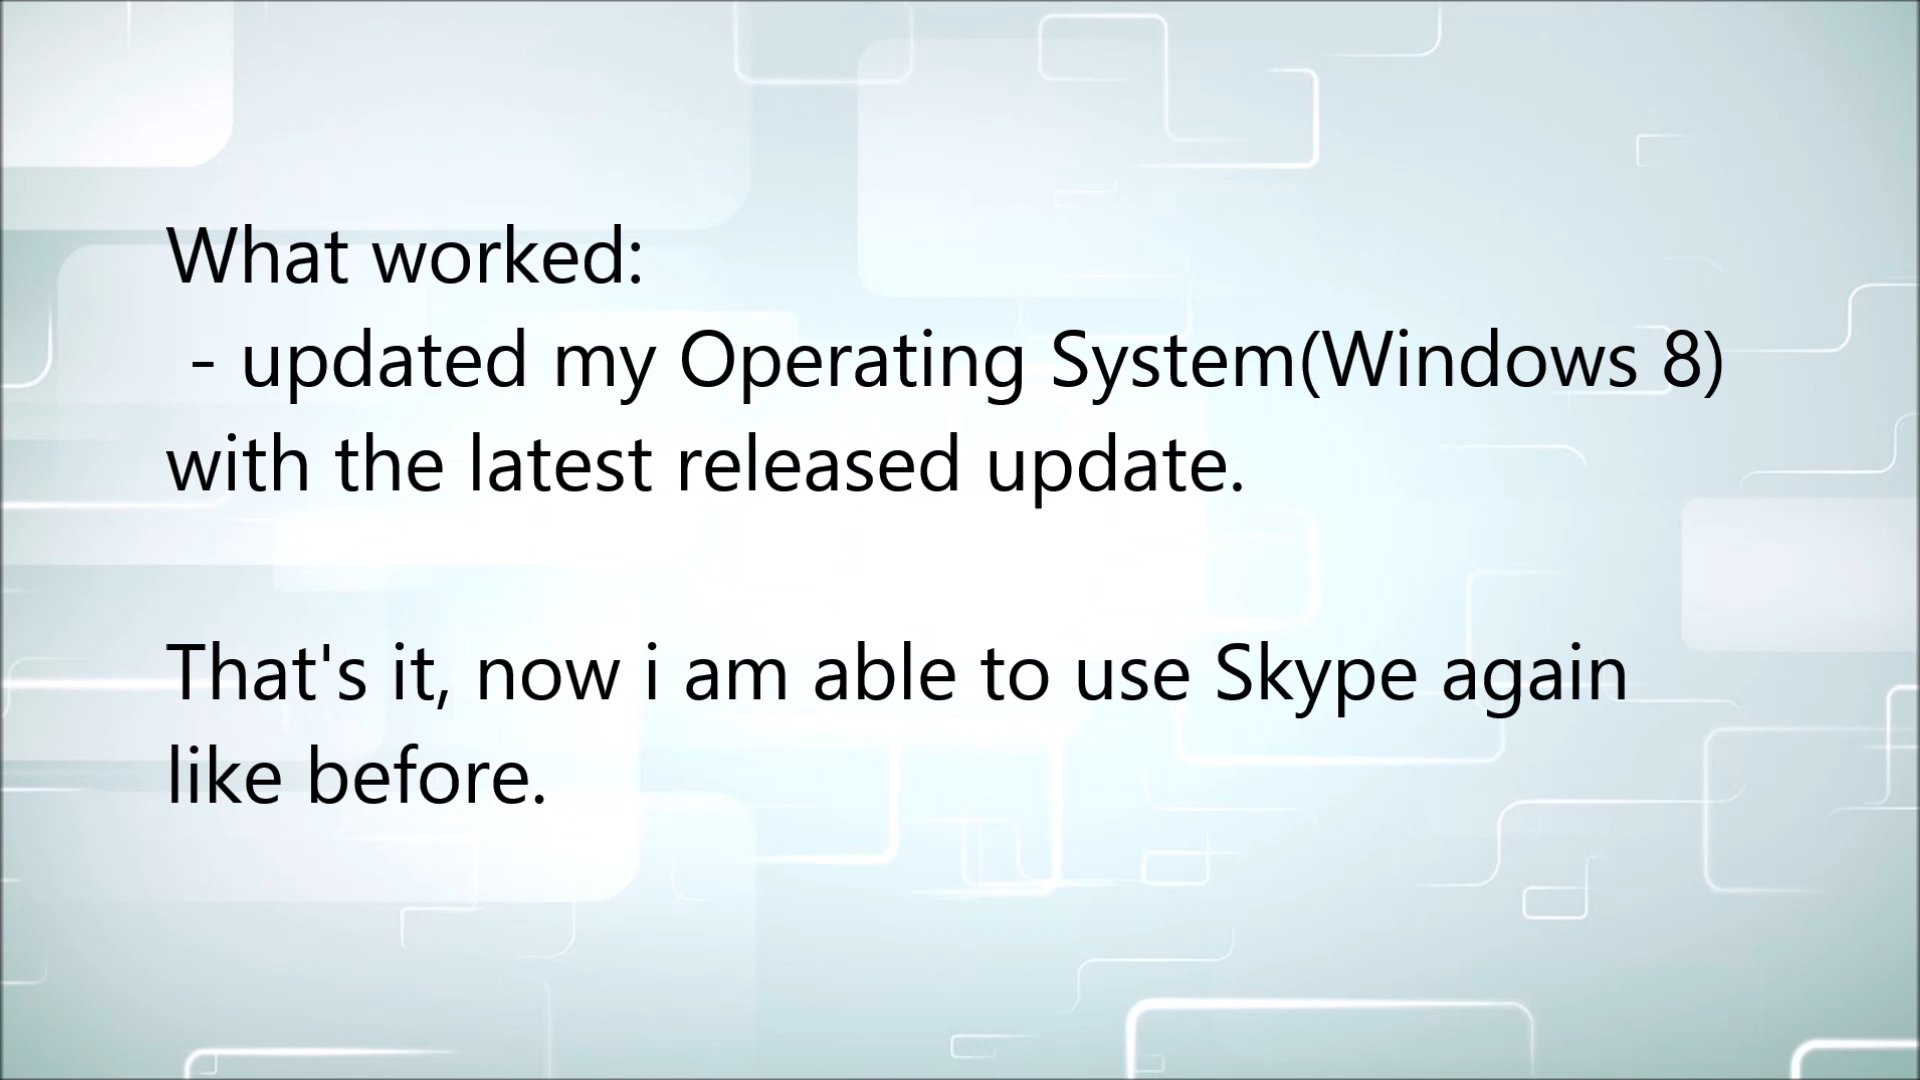 What worked:
- updated my Operating System(Windows 8)
with the latest released update.
That's it, now i am able to use Skype again
like before.